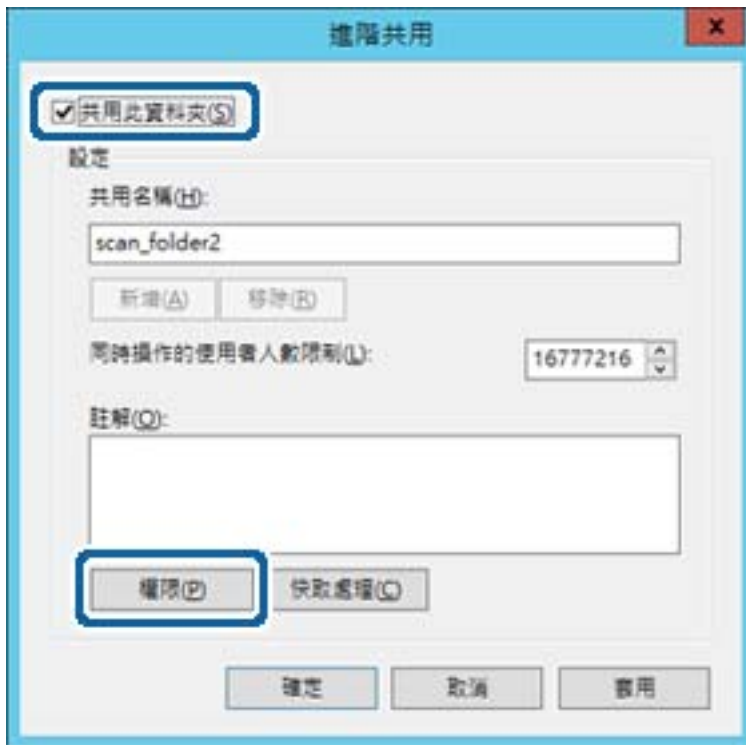 進階共用
x
共用此資料夾(S)
設定
共用名稱(H):
scan_folder2
新增(A) 移除(R)
同時操作的使用者人數限制(L): 16777216
註解(O):
權限(P) 快取處理(C)
確定 取消 套用